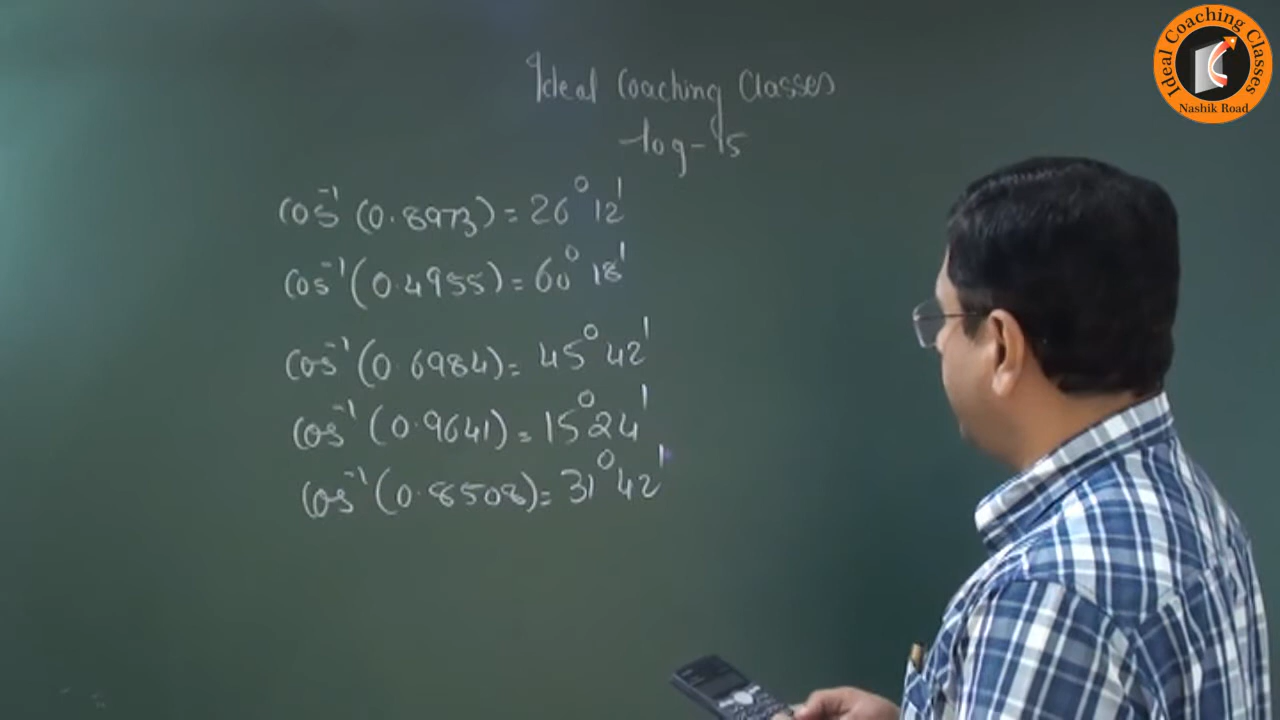 Ideal Coaching Classes
Nashik Road
Ideal Coaching Classes
log-15
cos⁻¹(0.8973) = 26°12'
cos⁻¹(0.4955) = 60°18'
cos⁻¹(0.6984) = 45°42'
cos⁻¹(0.9641) = 15°24'
cos⁻¹(0.8508) = 31°42'